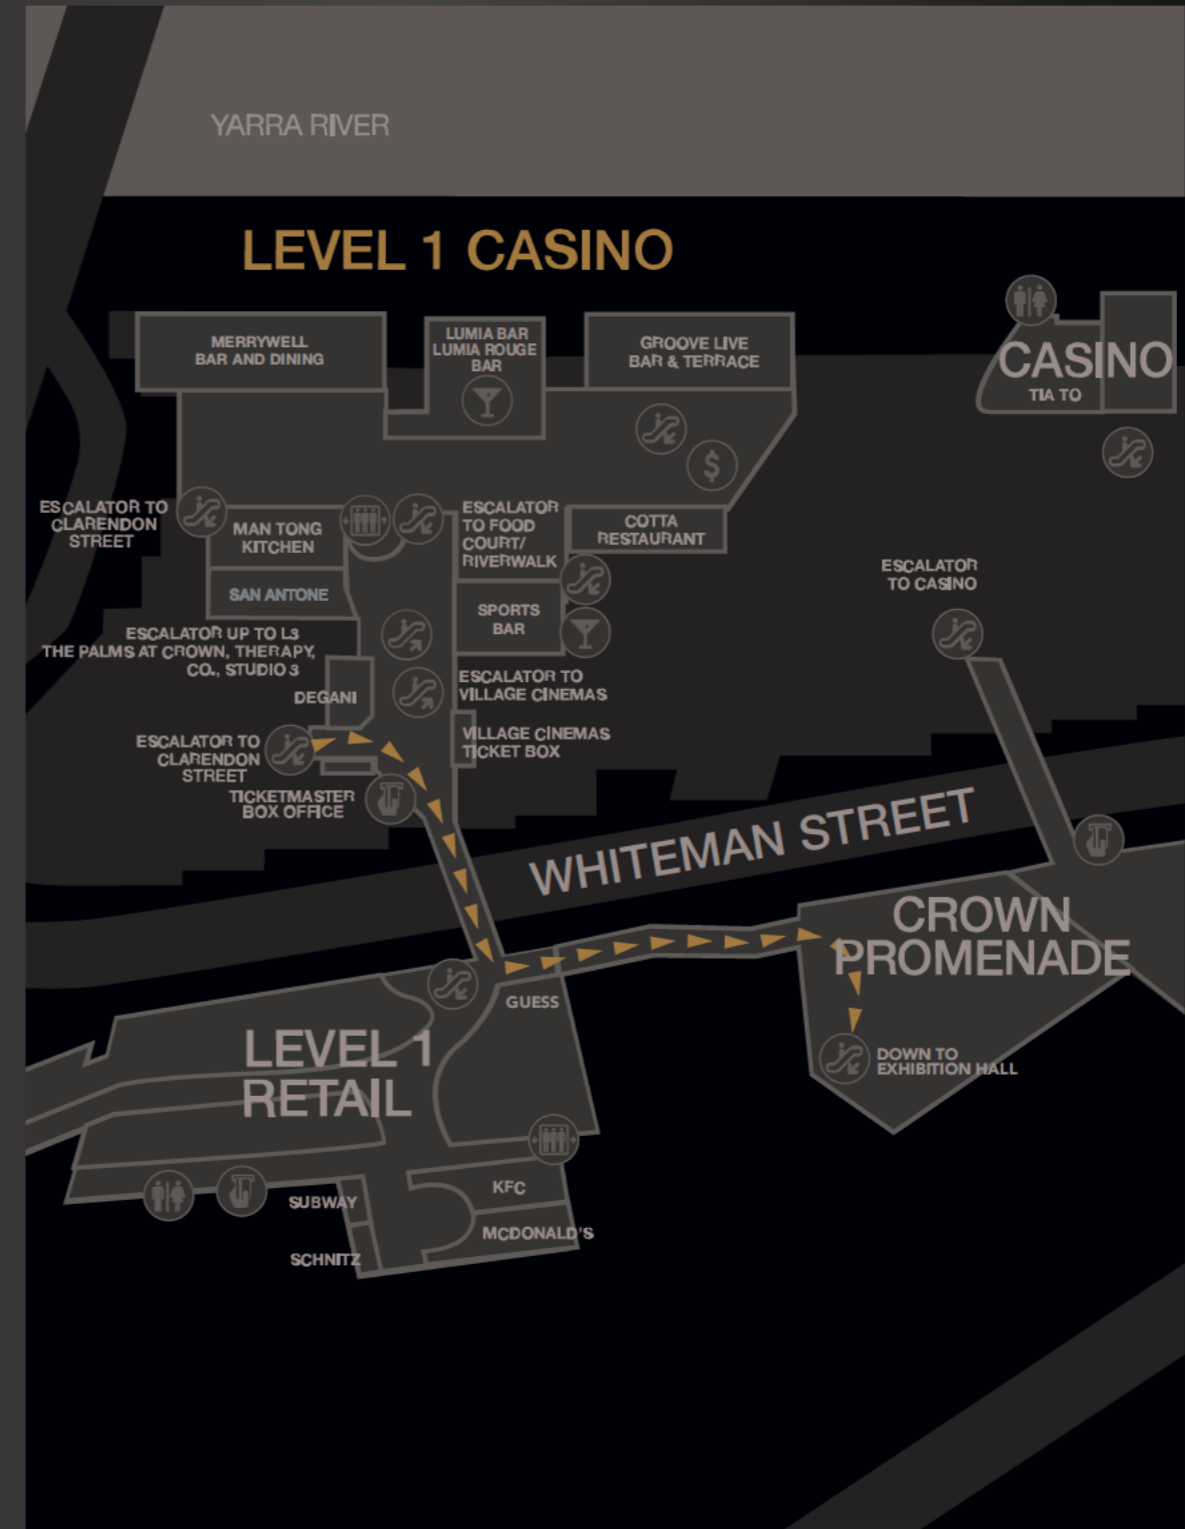 YARRA RIVER
LEVEL 1 CASINO
MERRYWELL
BAR AND DINING
LUMIA BAR
LUMIA ROUGE
BAR
GROOVE LIVE
BAR & TERRACE
CASINO
TIA TO
$
ESCALATOR TO
CLARENDON
STREET
MAN TONG
KITCHEN
ESCALATOR
TO FOOD
COURT/
RIVERWALK
COTTA
RESTAURANT
ESCALATOR
TO CASINO
SAN ANTONE
SPORTS
BAR
ESCALATOR UP TO L3
THE PALMS AT CROWN, THERAPY,
CO., STUDIO 3
DEGANI
ESCALATOR TO
VILLAGE CINEMAS
ESCALATOR TO
CLARENDON
STREET
VILLAGE CINEMAS
TICKET BOX
TICKETMASTER
BOX OFFICE
WHITEMAN STREET
CROWN
PROMENADE
GUESS
LEVEL 1
RETAIL
DOWN TO
EXHIBITION HALL
SUBWAY
KFC
MCDONALD'S
SCHNITZ